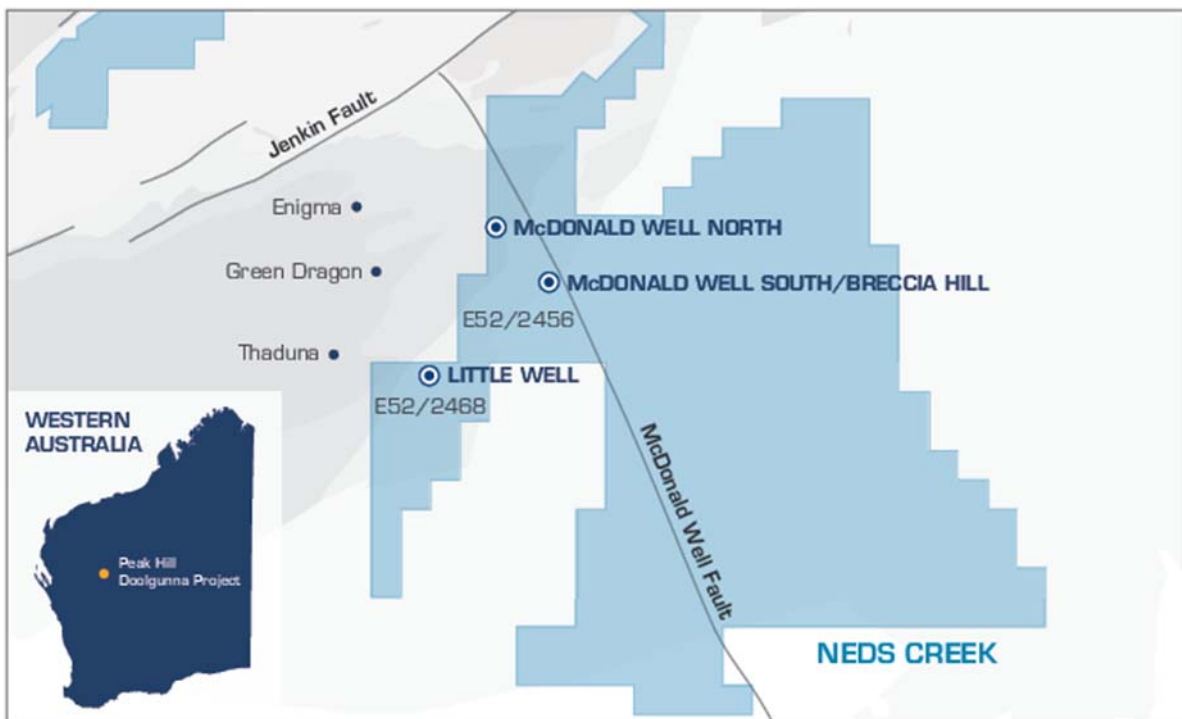 Jenkin Fault
Enigma
McDONALD WELL NORTH
Green Dragon
McDONALD WELL SOUTH/BRECCIA HILL
E52/2456
Thaduna
LITTLE WELL
E52/2468
McDonald Well Fault
WESTERN
AUSTRALIA
Peak Hill
Doolgunna Project
NEDS CREEK